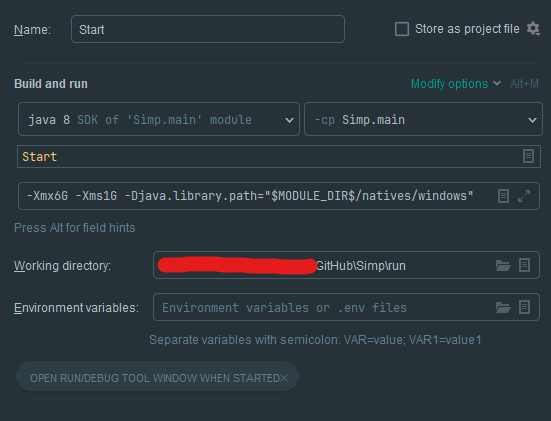 Name: Start Store as project file
Build and run Modify options Alt+M
java 8 SDK of 'Simp.main' module -cp Simp.main
Start
-Xmx6G -Xms1G -Djava.library.path="$MODULE_DIR$/natives/windows"
Press Alt for field hints
Working directory: GitHub\Simp\run
Environment variables: Environment variables or .env files
Separate variables with semicolon: VAR=value; VAR1=value1
OPEN RUN/DEBUG TOOL WINDOW WHEN STARTED×